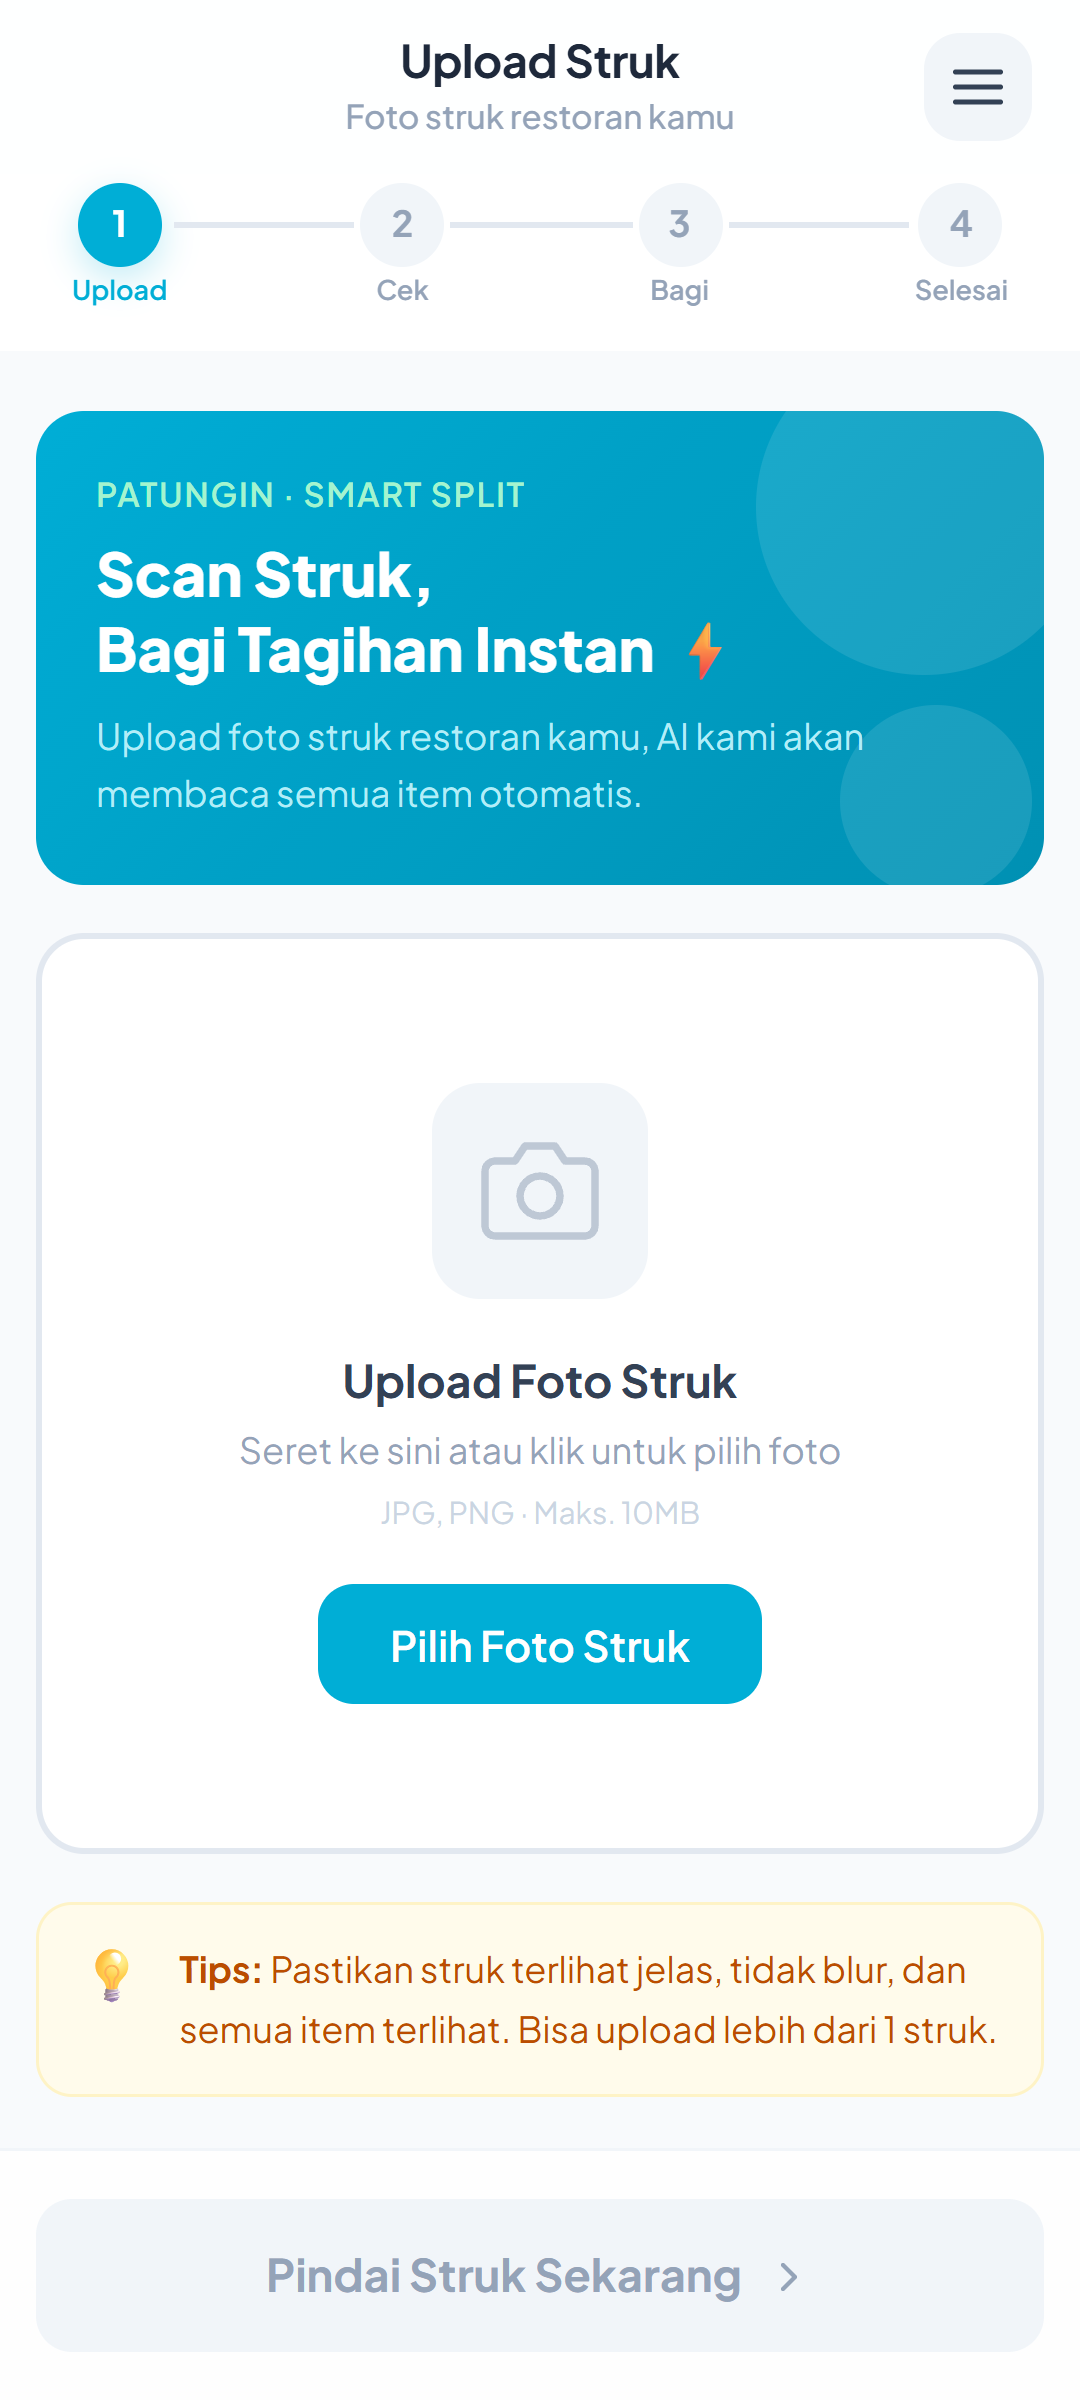 Upload Struk
Foto struk restoran kamu
1
2
3
4
Upload
Cek
Bagi
Selesai
PATUNGIN · SMART SPLIT
Scan Struk,
Bagi Tagihan Instan ⚡
Upload foto struk restoran kamu, AI kami akan
membaca semua item otomatis.
Upload Foto Struk
Seret ke sini atau klik untuk pilih foto
JPG, PNG · Maks. 10MB
Pilih Foto Struk
Tips: Pastikan struk terlihat jelas, tidak blur, dan
semua item terlihat. Bisa upload lebih dari 1 struk.
Pindai Struk Sekarang